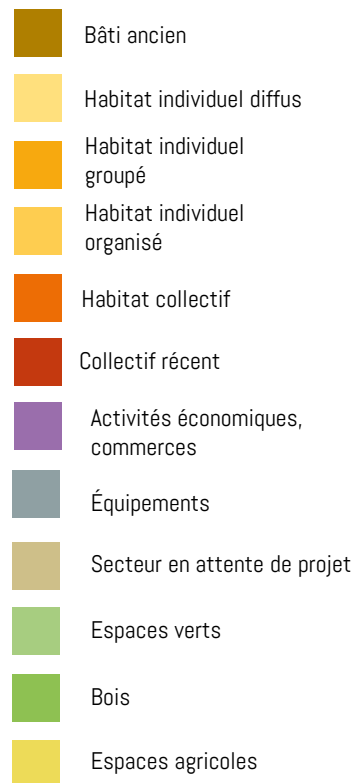 Bâti ancien
Habitat individuel diffus
Habitat individuel
groupé
Habitat individuel
organisé
Habitat collectif
Collectif récent
Activités économiques,
commerces
Équipements
Secteur en attente de projet
Espaces verts
Bois
Espaces agricoles